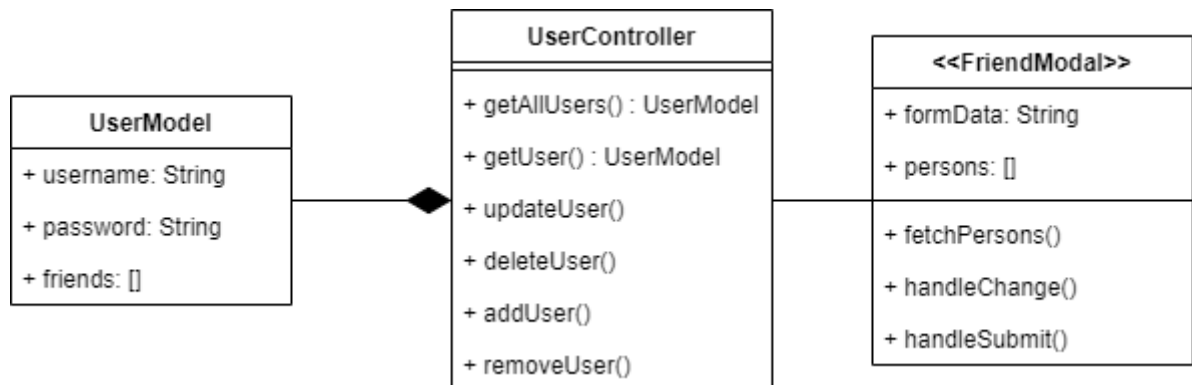 UserModel
+ username: String
+ password: String
+ friends: []
UserController
+ getAllUsers() : UserModel
+ getUser() : UserModel
+ updateUser()
+ deleteUser()
+ addUser()
+ removeUser()
<<FriendModal>>
+ formData: String
+ persons: []
+ fetchPersons()
+ handleChange()
+ handleSubmit()